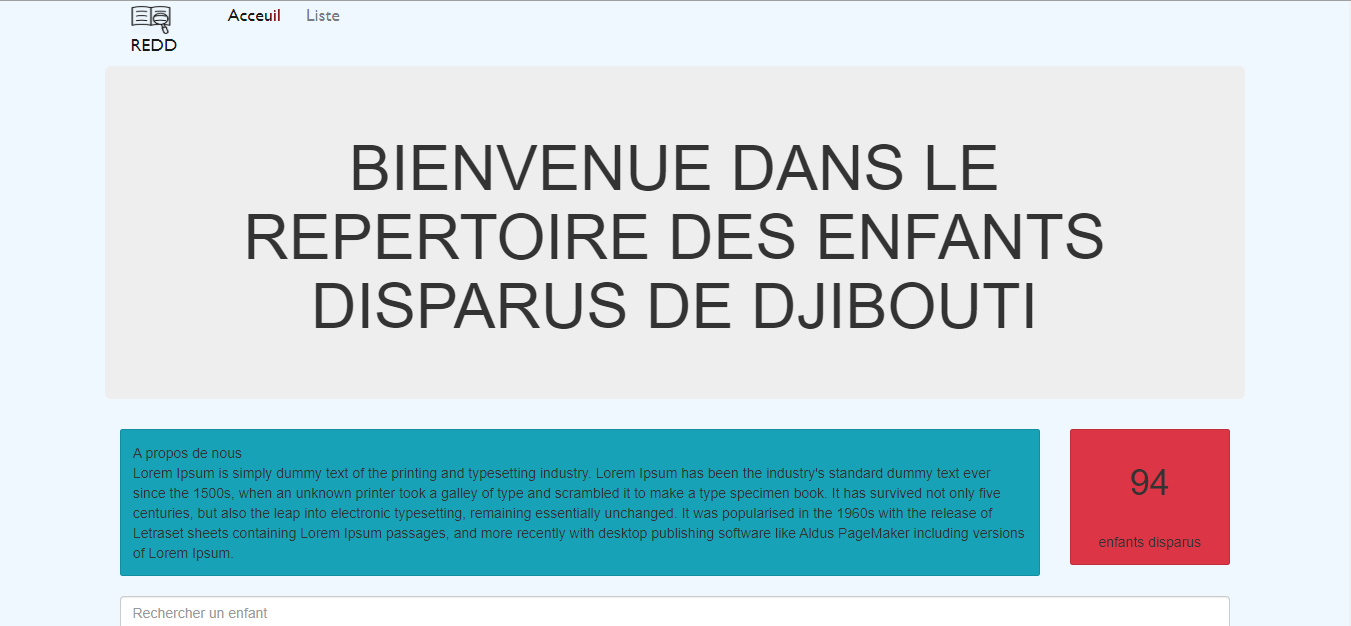 Acceuil Liste
REDD
BIENVENUE DANS LE
REPERTOIRE DES ENFANTS
DISPARUS DE DJIBOUTI
A propos de nous
Lorem Ipsum is simply dummy text of the printing and typesetting industry. Lorem Ipsum has been the industry's standard dummy text ever
since the 1500s, when an unknown printer took a galley of type and scrambled it to make a type specimen book. It has survived not only five
centuries, but also the leap into electronic typesetting, remaining essentially unchanged. It was popularised in the 1960s with the release of
Letraset sheets containing Lorem Ipsum passages, and more recently with desktop publishing software like Aldus PageMaker including versions
of Lorem Ipsum.
94
enfants disparus
Rechercher un enfant